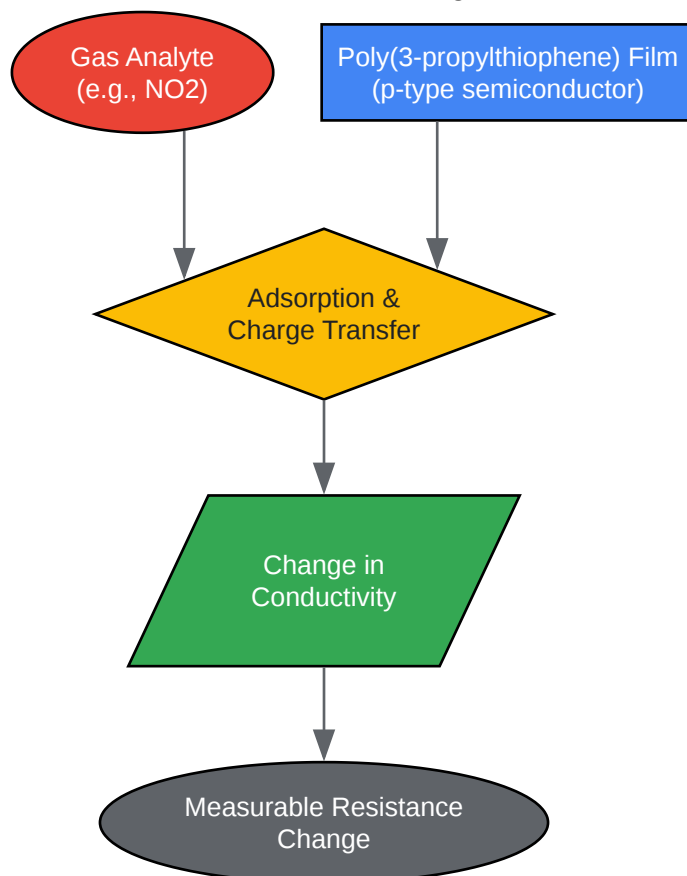 Gas Analyte
(e.g., NO2)
Poly(3-propylthiophene) Film
(p-type semiconductor)
Adsorption &
Charge Transfer
Change in
Conductivity
Measurable Resistance
Change